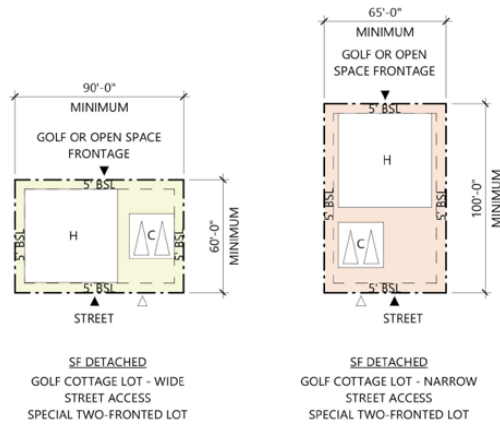 90'-0"
MINIMUM
GOLF OR OPEN SPACE
FRONTAGE
5' BSL
H
C
5' BSL
5' BSL
60'-0"
MINIMUM
5' BSL
STREET
SF DETACHED
GOLF COTTAGE LOT - WIDE
STREET ACCESS
SPECIAL TWO-FRONTED LOT
65'-0"
MINIMUM
GOLF OR OPEN
SPACE FRONTAGE
5' BSL
H
5' BSL
5' BSL
100'-0"
MINIMUM
C
5' BSL
STREET
SF DETACHED
GOLF COTTAGE LOT - NARROW
STREET ACCESS
SPECIAL TWO-FRONTED LOT